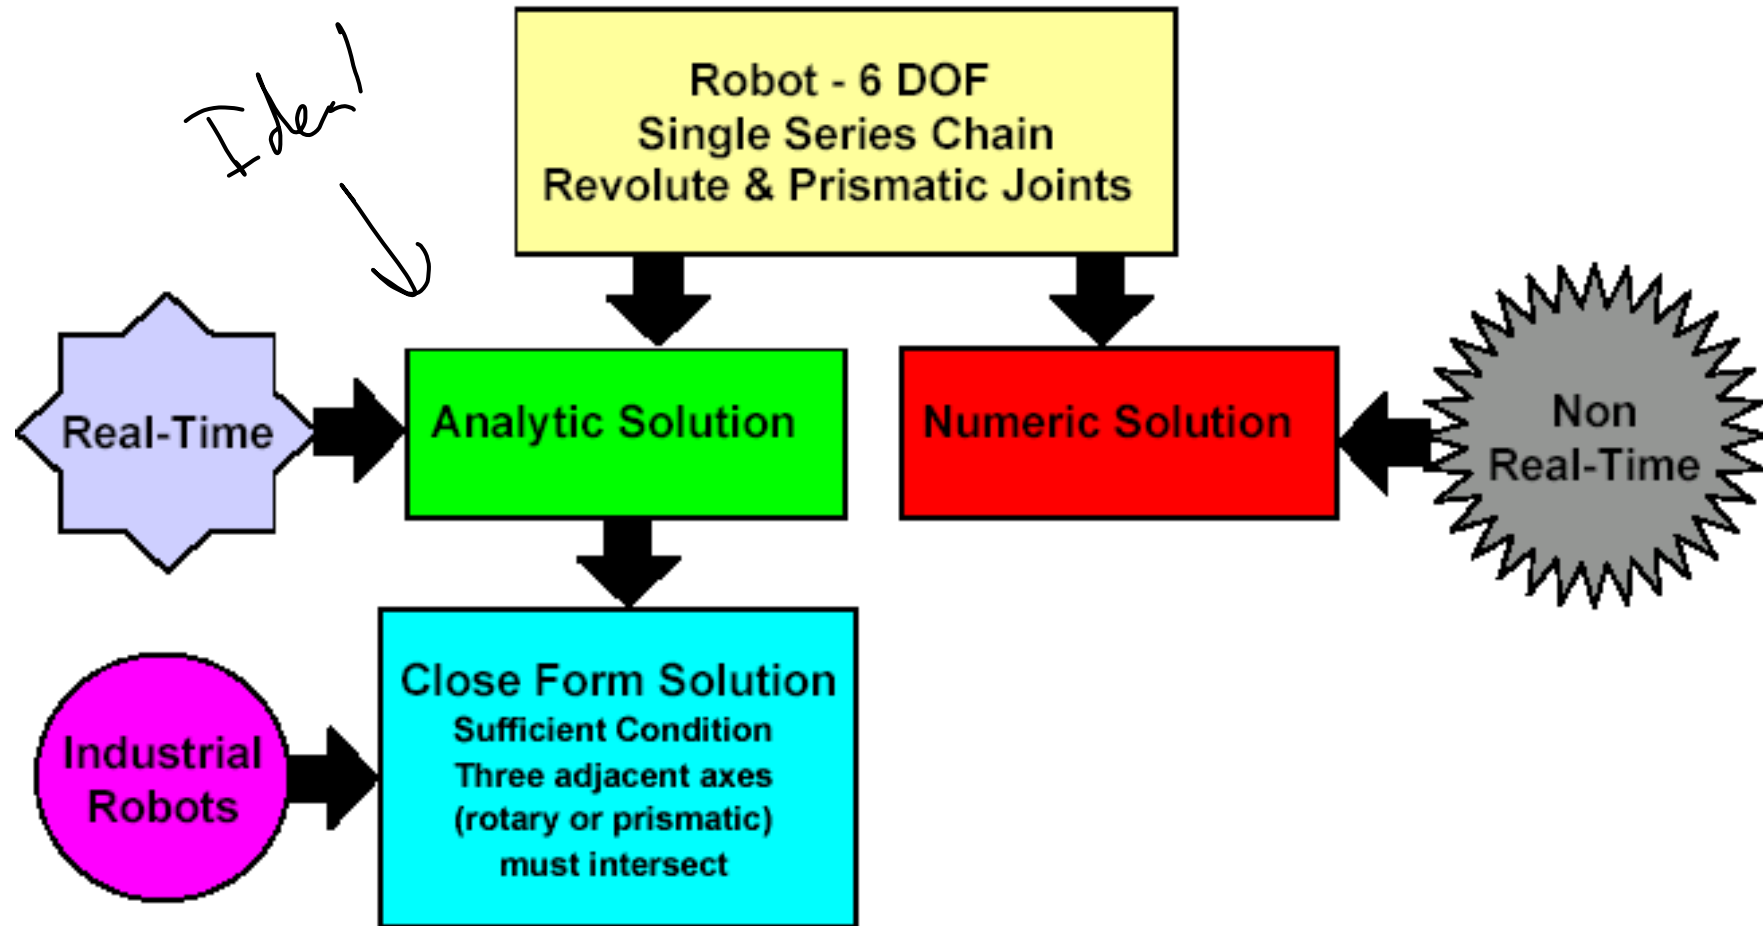 Ideal
Robot - 6 DOF
Single Series Chain
Revolute & Prismatic Joints
Real-Time
Analytic Solution
Numeric Solution
Non
Real-Time
Industrial
Robots
Close Form Solution
Sufficient Condition
Three adjacent axes
(rotary or prismatic)
must intersect